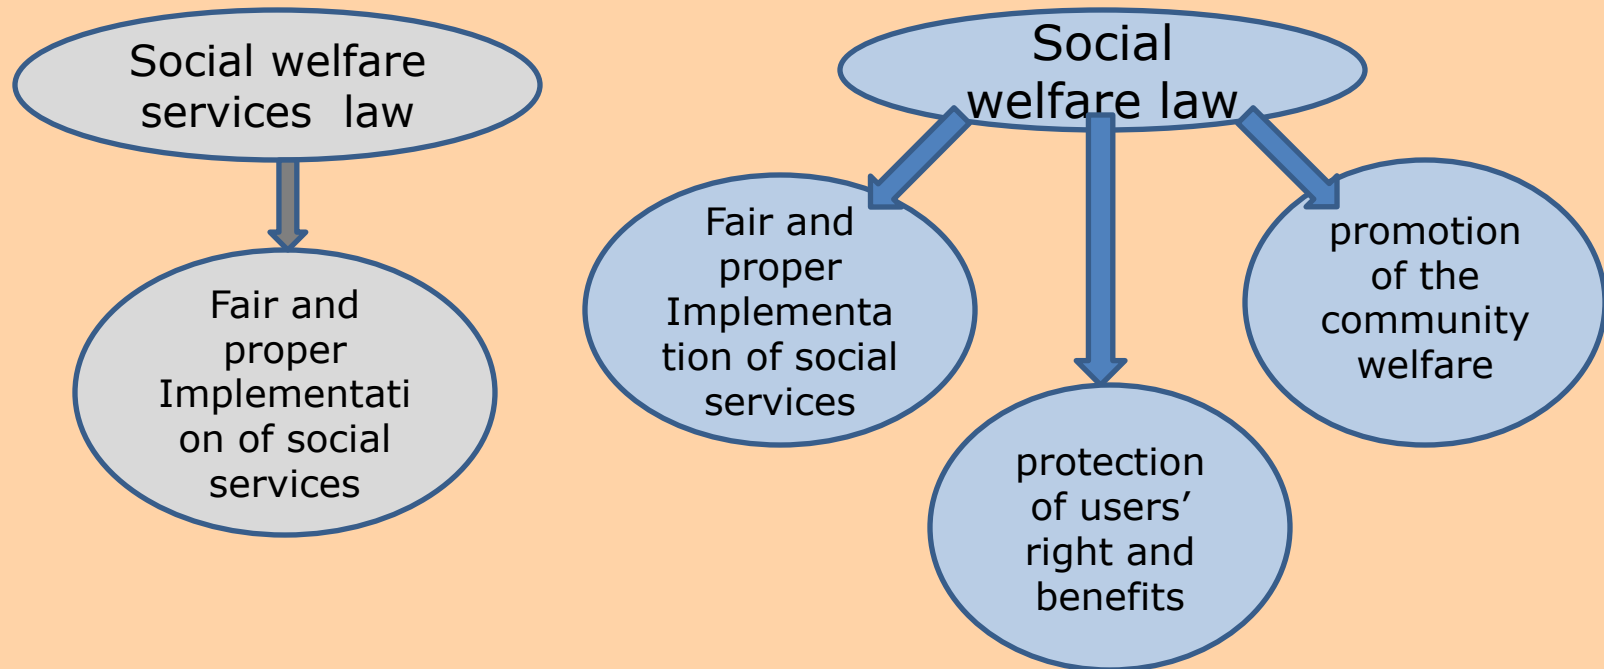 Social welfare
services law
Fair and
proper
Implementati
on of social
services
Social
welfare law
Fair and
proper
Implementa
tion of social
services
protection
of users’
right and
benefits
promotion
of the
community
welfare